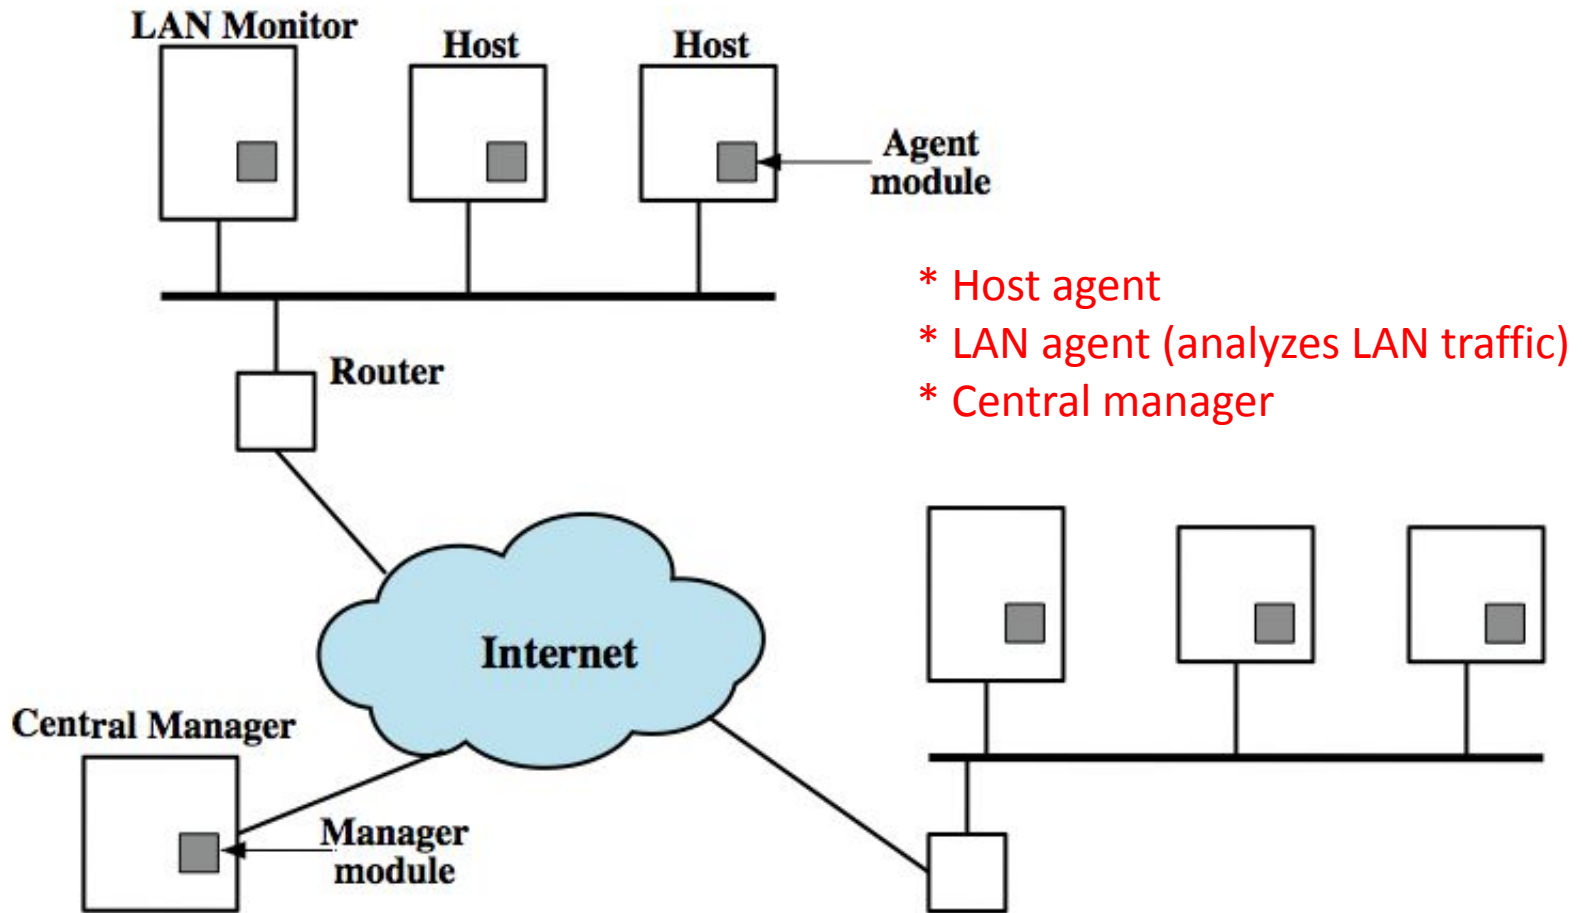 LAN Monitor
Host
Host
Agent
module
* Host agent
* LAN agent (analyzes LAN traffic)
* Central manager
Router
Internet
Central Manager
Manager
module